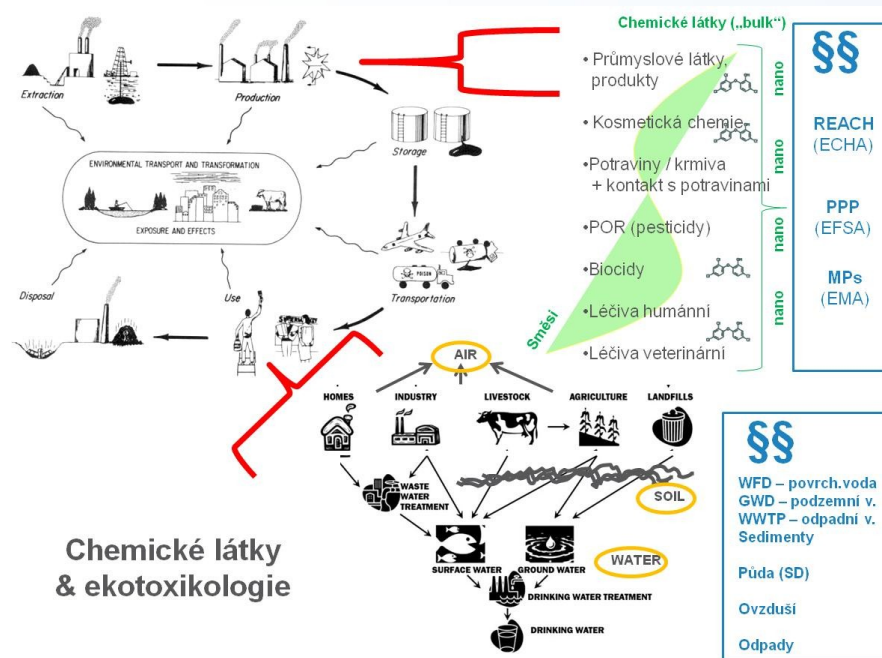 Extraction
Production
Storage
ENVIRONMENTAL TRANSPORT AND TRANSFORMATION
EXPOSURE AND EFFECTS
POISON
Transportation
Disposal
Use
Chemické látky („bulk“)
• Průmyslové látky,
produkty
• Kosmetická chemie
• Potraviny / krmiva
+ kontakt s potravinami
• POR (pesticidy)
• Biocidy
• Léčiva humánní
• Léčiva veterinární
Směsi
nano
nano
nano
nano
§§
REACH
(ECHA)
PPP
(EFSA)
MPs
(EMA)
AIR
HOMES
INDUSTRY
LIVESTOCK
AGRICULTURE
LANDFILLS
WASTE
WATER
TREATMENT
SOIL
SURFACE WATER
GROUND WATER
WATER
DRINKING WATER TREATMENT
DRINKING WATER
Chemické látky
& ekotoxikologie
§§
WFD – povrch.voda
GWD – podzemní v.
WWTP – odpadní v.
Sedimenty
Půda (SD)
Ovzduší
Odpady